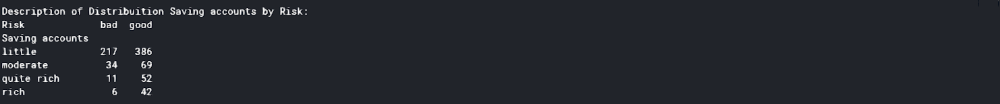 Description of Distribuition Saving accounts by Risk:
Risk             bad  good
Saving accounts
little           217   386
moderate          34    69
quite rich        11    52
rich               6    42